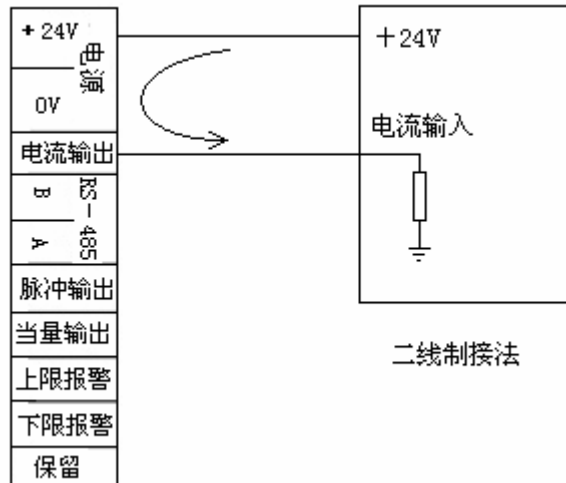 +24V
电源
0V
电流输出
RS-485
B
A
脉冲输出
当量输出
上限报警
下限报警
保留
+24V
电流输入
二线制接法